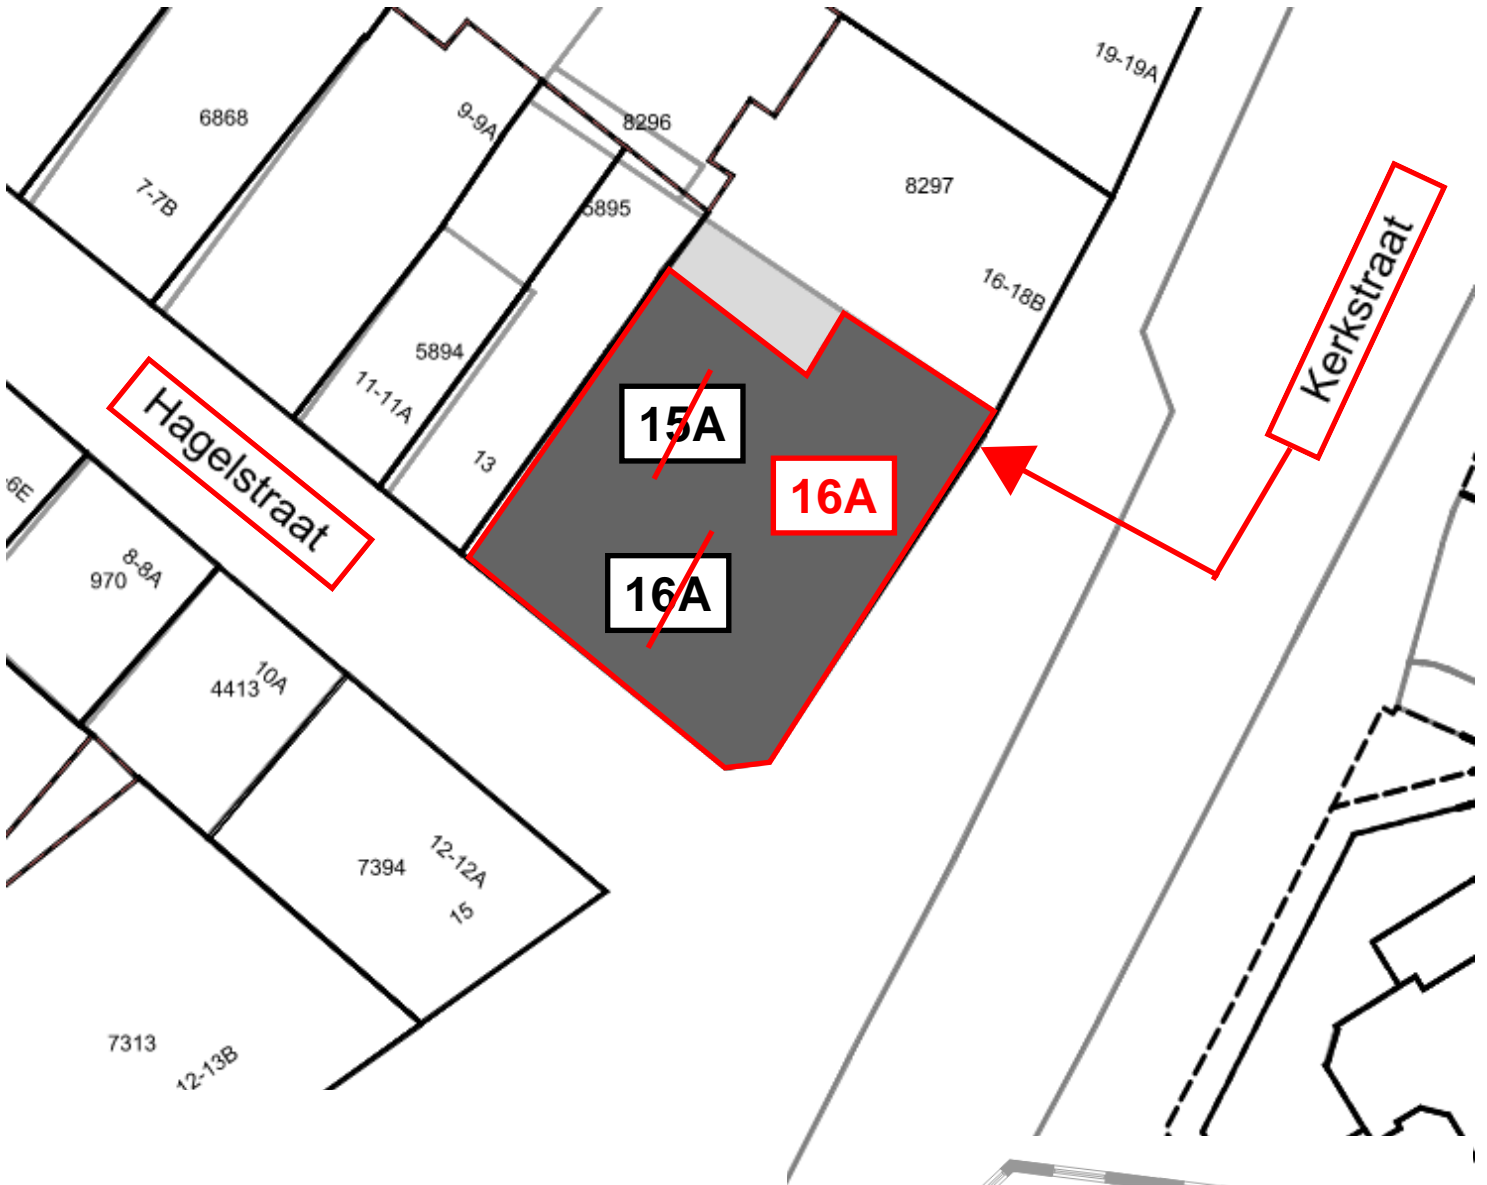 19-19A
6868
9-9A
8296
7-7B
5895
8297
16-18B
Kerkstraat
5894
11-11A
15A
Hagelstraat
13
16A
-6E
8-8A
970
16A
10A
4413
12-12A
7394
15
7313
12-13B